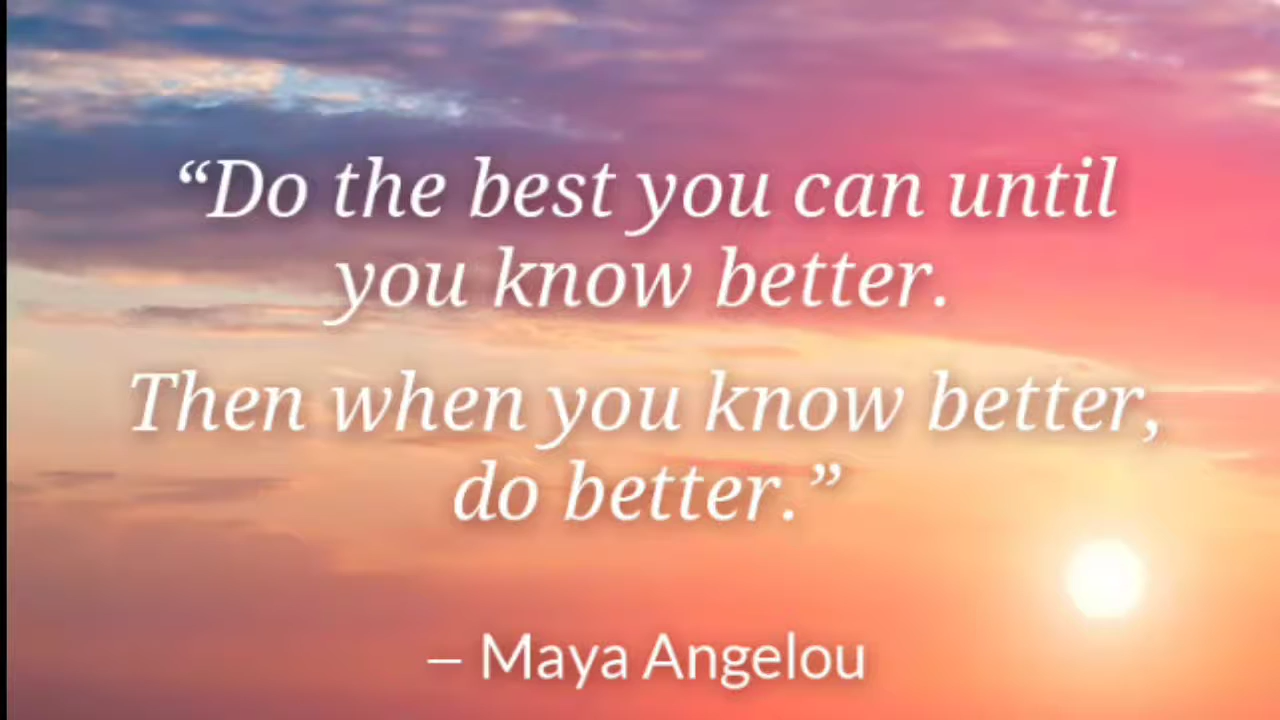 “Do the best you can until
you know better.
Then when you know better,
do better.”
– Maya Angelou